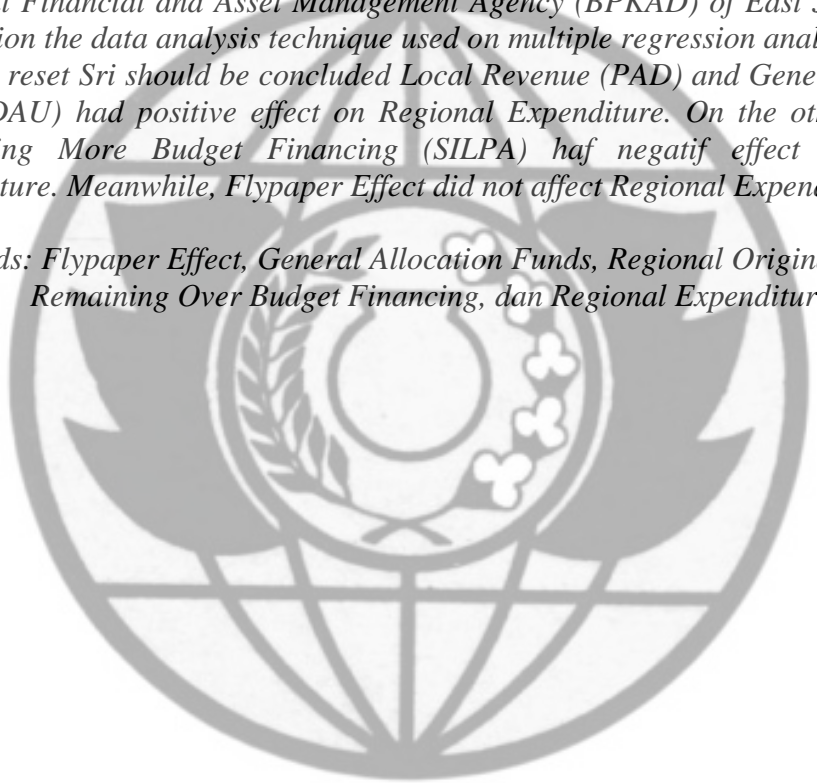 Financial and Asset Management Agency (BPKAD) of East
ion the data analysis technique used on multiple regression anal
reset Sri should be concluded Local Revenue (PAD) and Gene
DAU) had positive effect on Regional Expenditure. On the ot
ing More Budget Financing (SILPA) haf negatif effect
ture. Meanwhile, Flypaper Effect did not affect Regional Expend
ds: Flypaper Effect, General Allocation Funds, Regional Origin
Remaining Over Budget Financing, dan Regional Expenditur